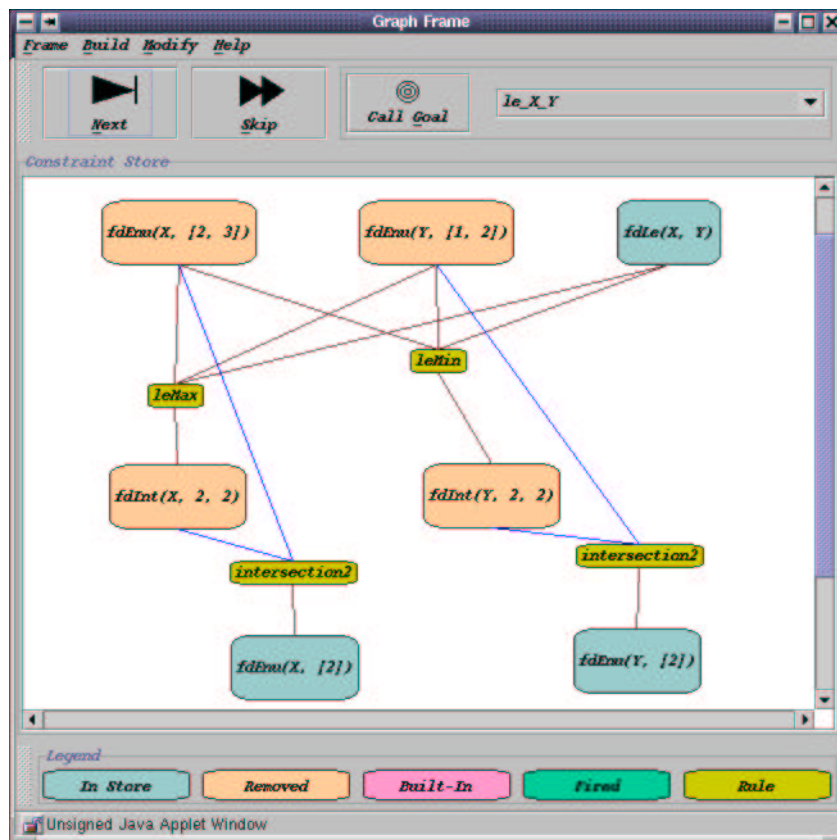 Graph Frame
Frame Build Modify Help
Next
Skip
Call Goal
le_X_Y
Constraint Store
fdEnu(X, [2, 3])
fdEnu(Y, [1, 2])
fdLe(X, Y)
leMin
leMax
fdInt(X, 2, 2)
fdInt(Y, 2, 2)
intersection2
intersection2
fdEnu(X, [2])
fdEnu(Y, [2])
Legend
In Store
Removed
Built-In
Fired
Rule
Unsigned Java Applet Window